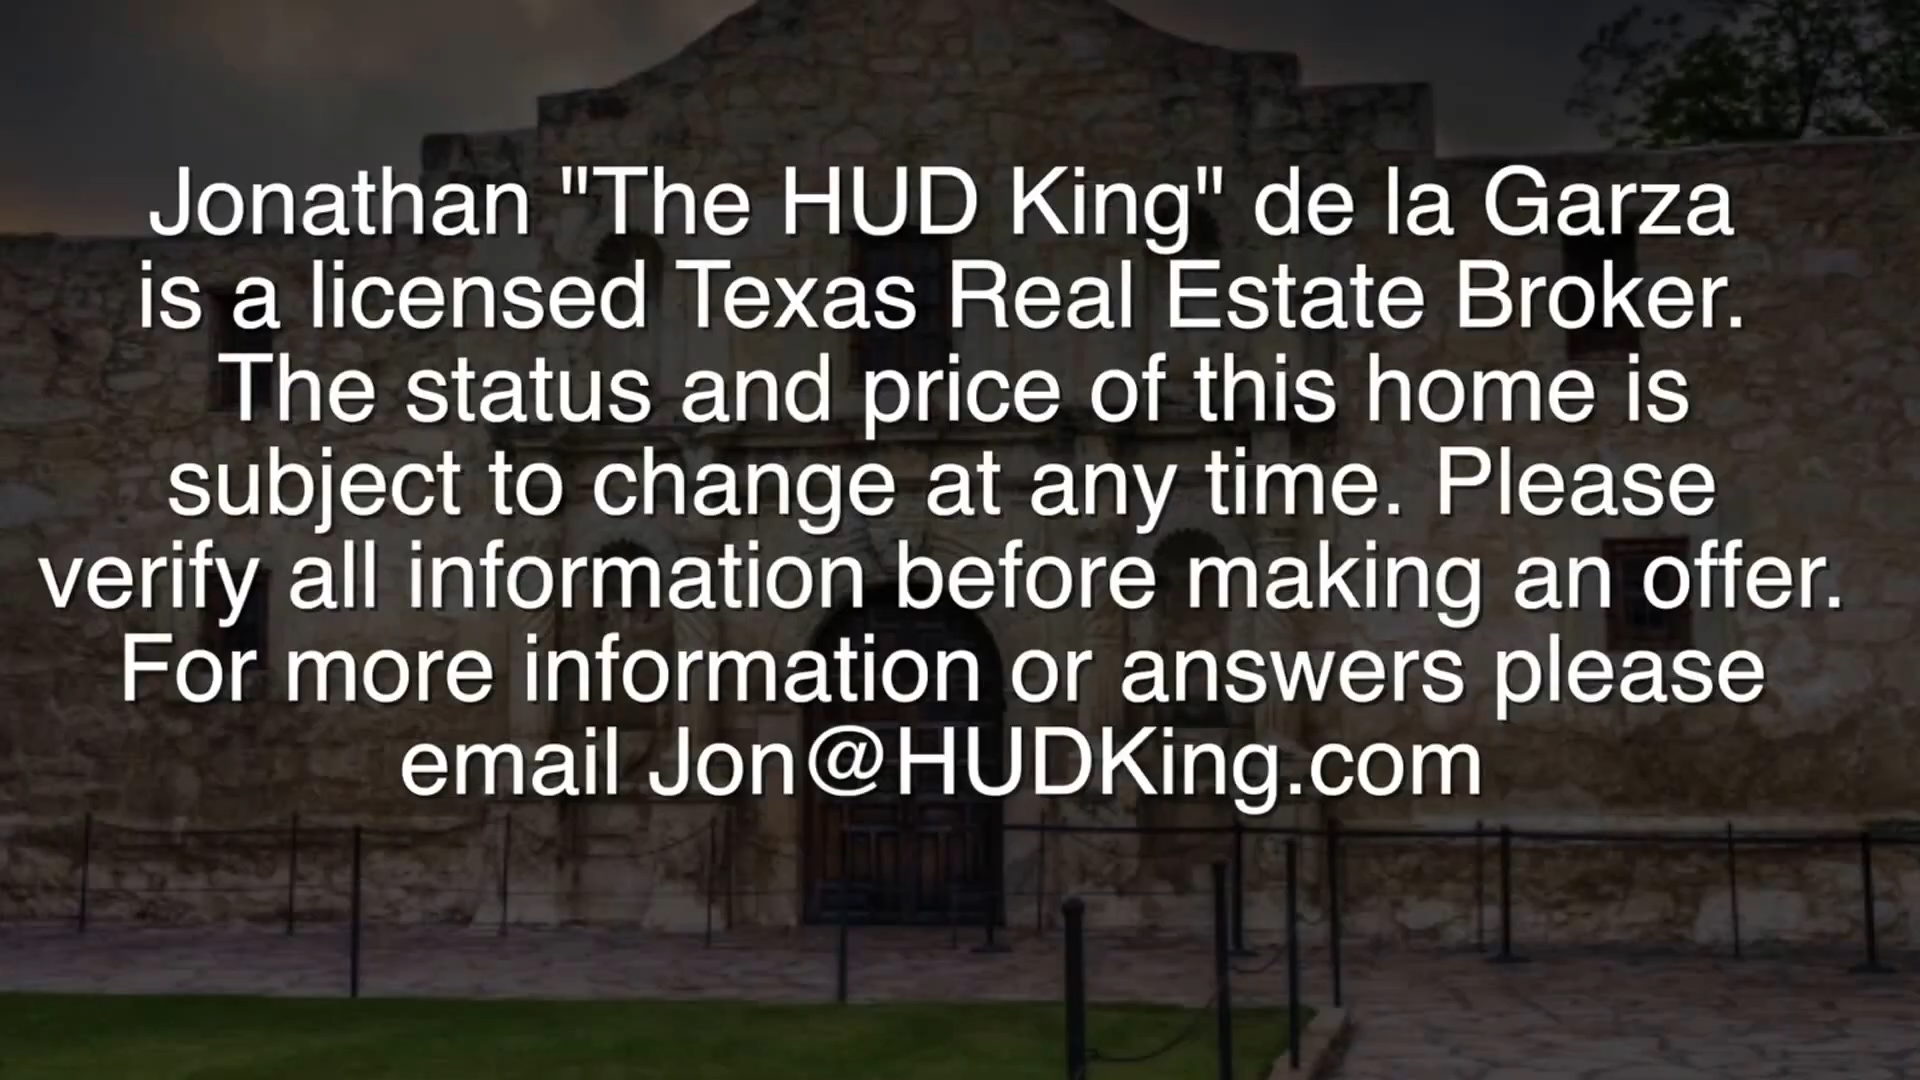 Jonathan "The HUD King" de la Garza
is a licensed Texas Real Estate Broker.
The status and price of this home is
subject to change at any time. Please
verify all information before making an offer.
For more information or answers please
email Jon@HUDKing.com